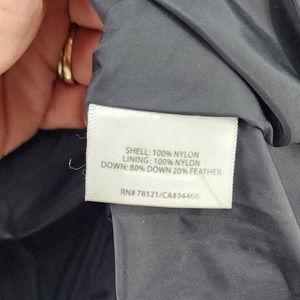 SHELL: 100% NYLON
LINING: 100% NYLON
DOWN: 80% DOWN 20% FEATHER
RN# 78121/CA#34460